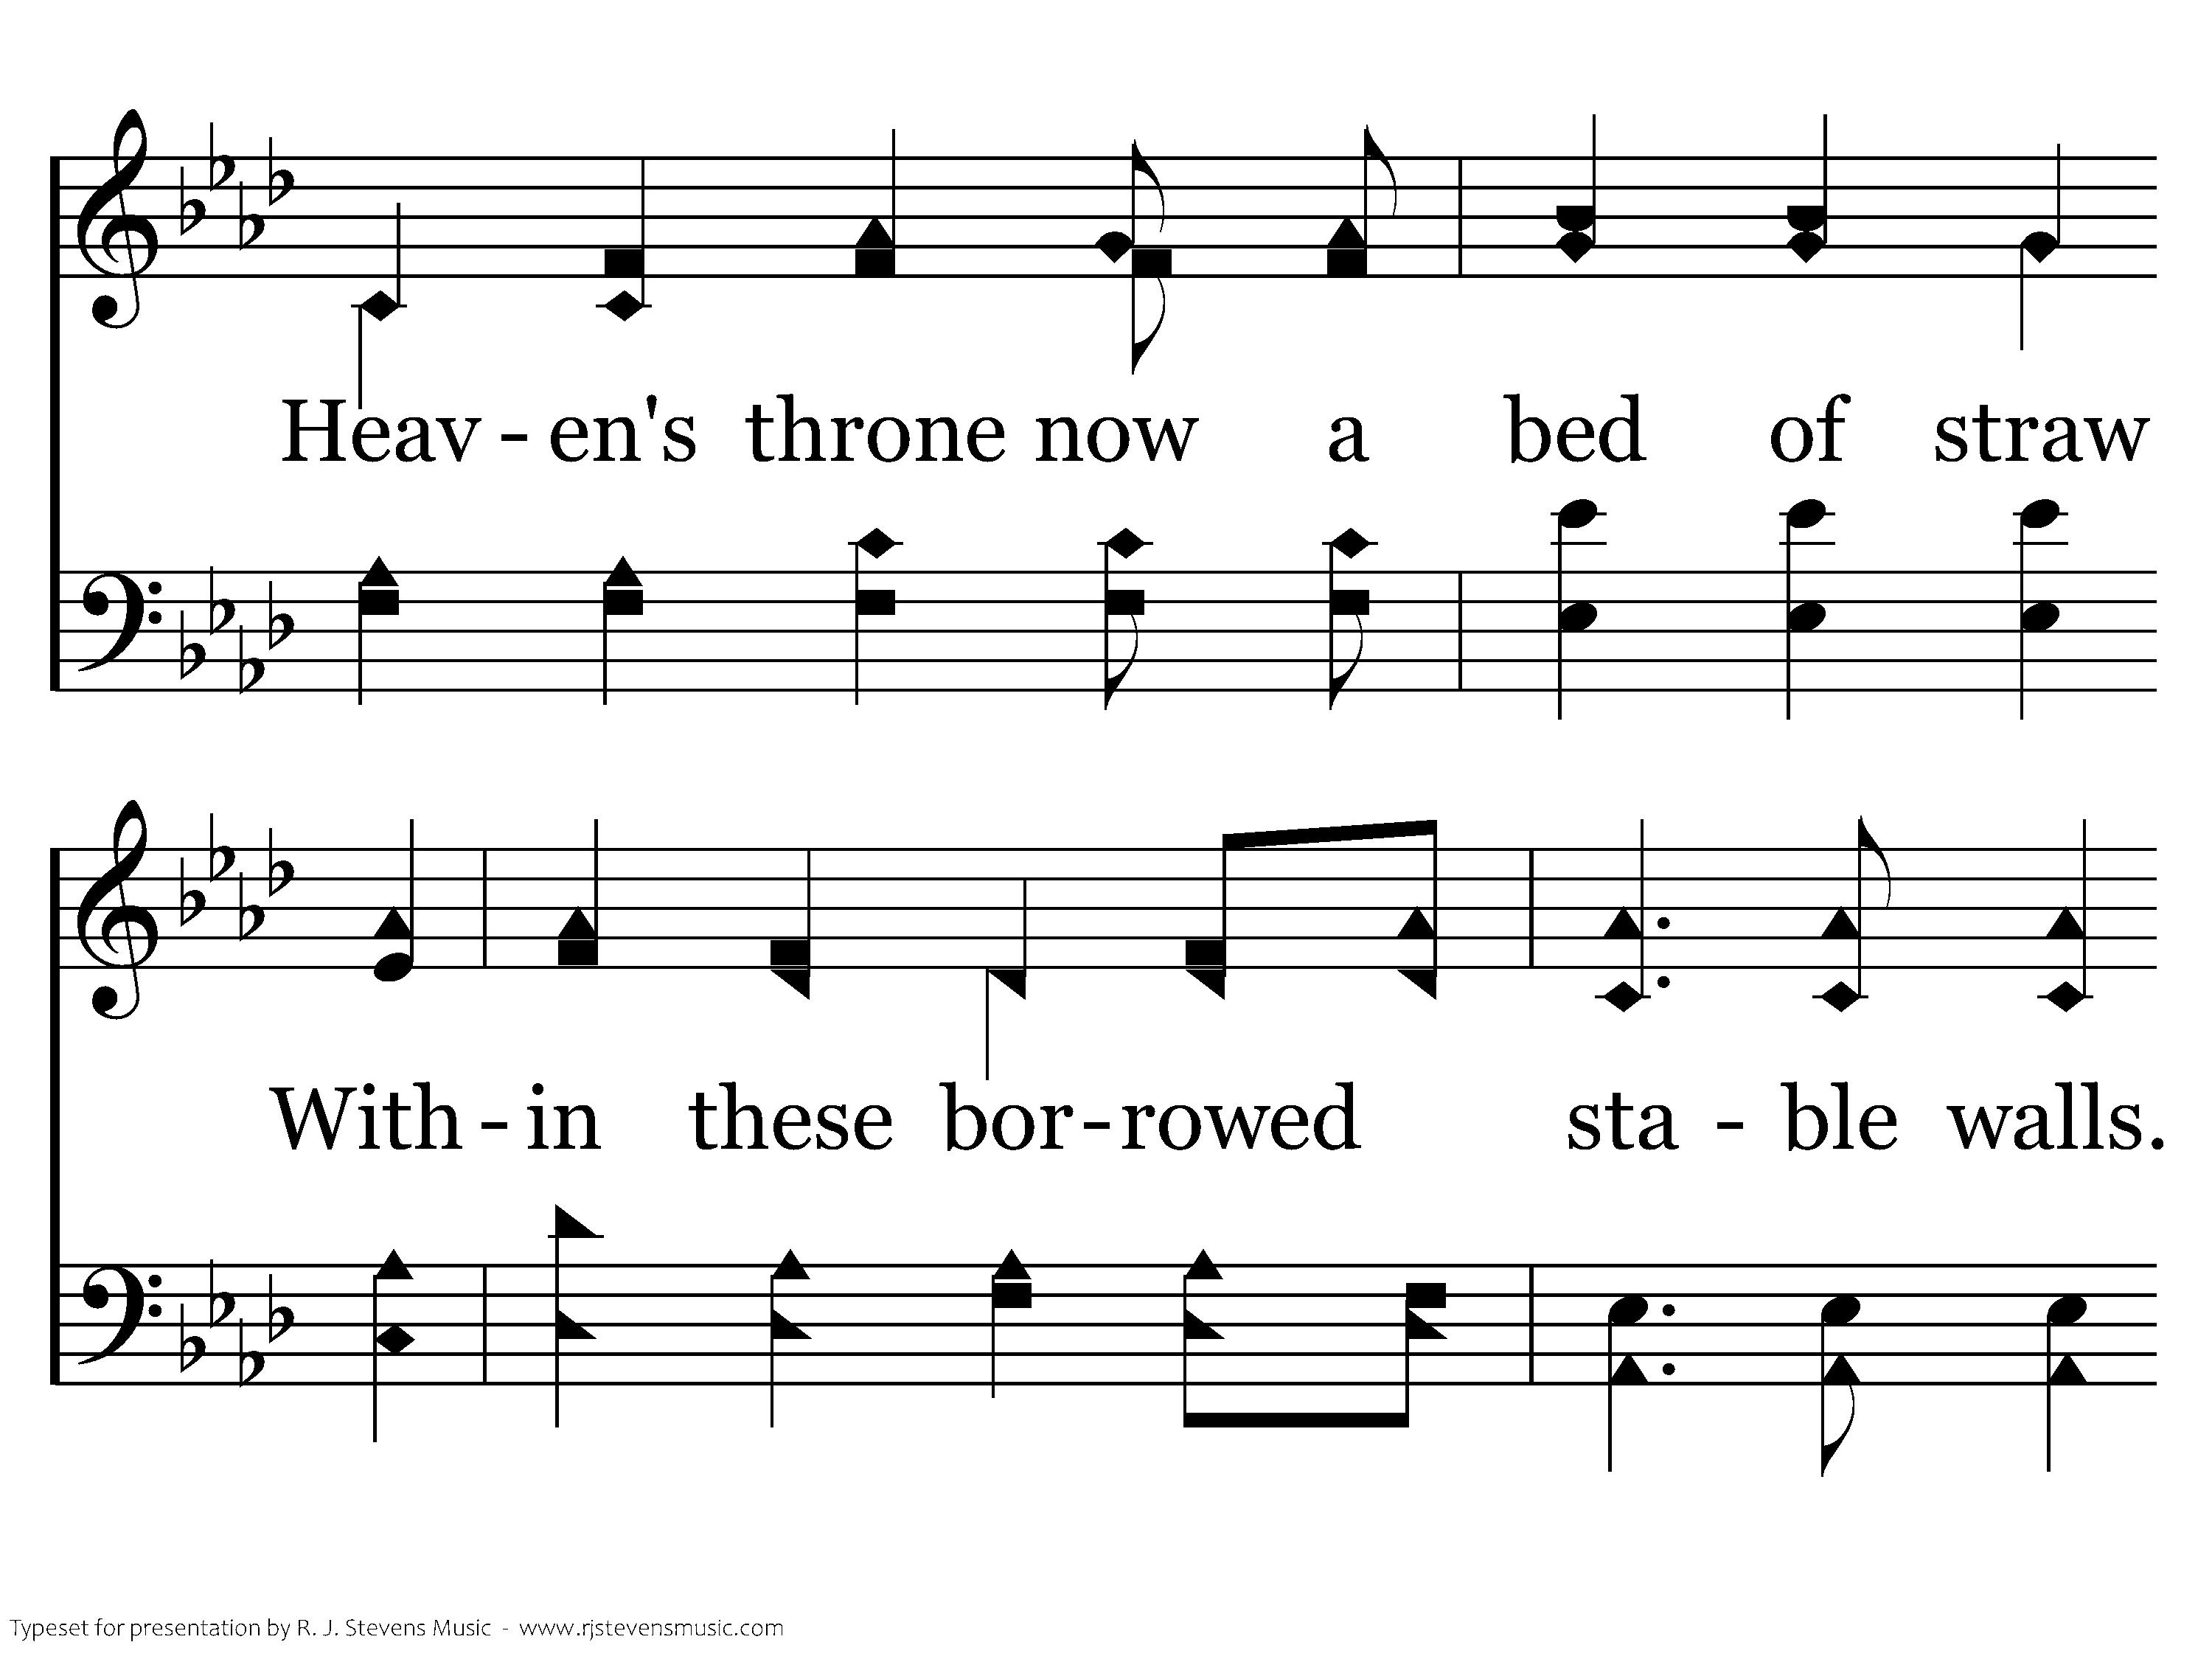 Heav - en's throne now a bed of straw
With - in these bor - rowed sta - ble walls.
Typeset for presentation by R. J. Stevens Music - www.rjstevensmusic.com